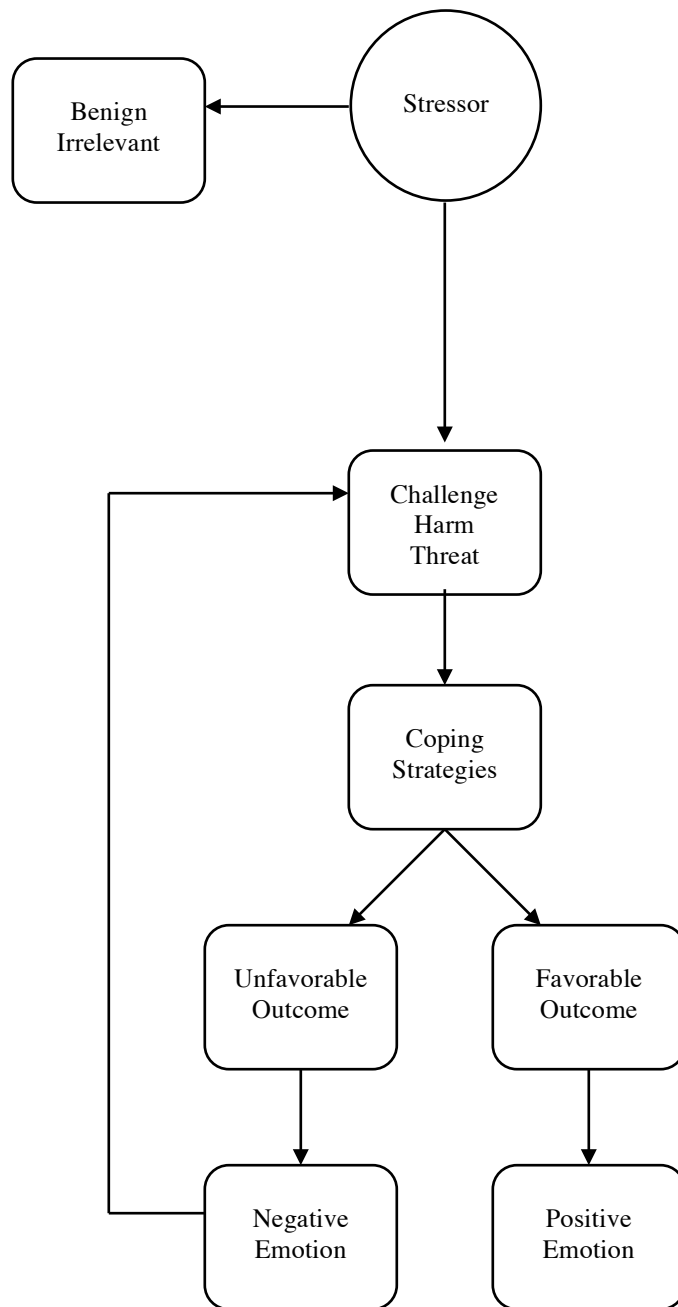 Stressor
Benign
Irrelevant
Challenge
Harm
Threat
Coping
Strategies
Unfavorable
Outcome
Favorable
Outcome
Negative
Emotion
Positive
Emotion